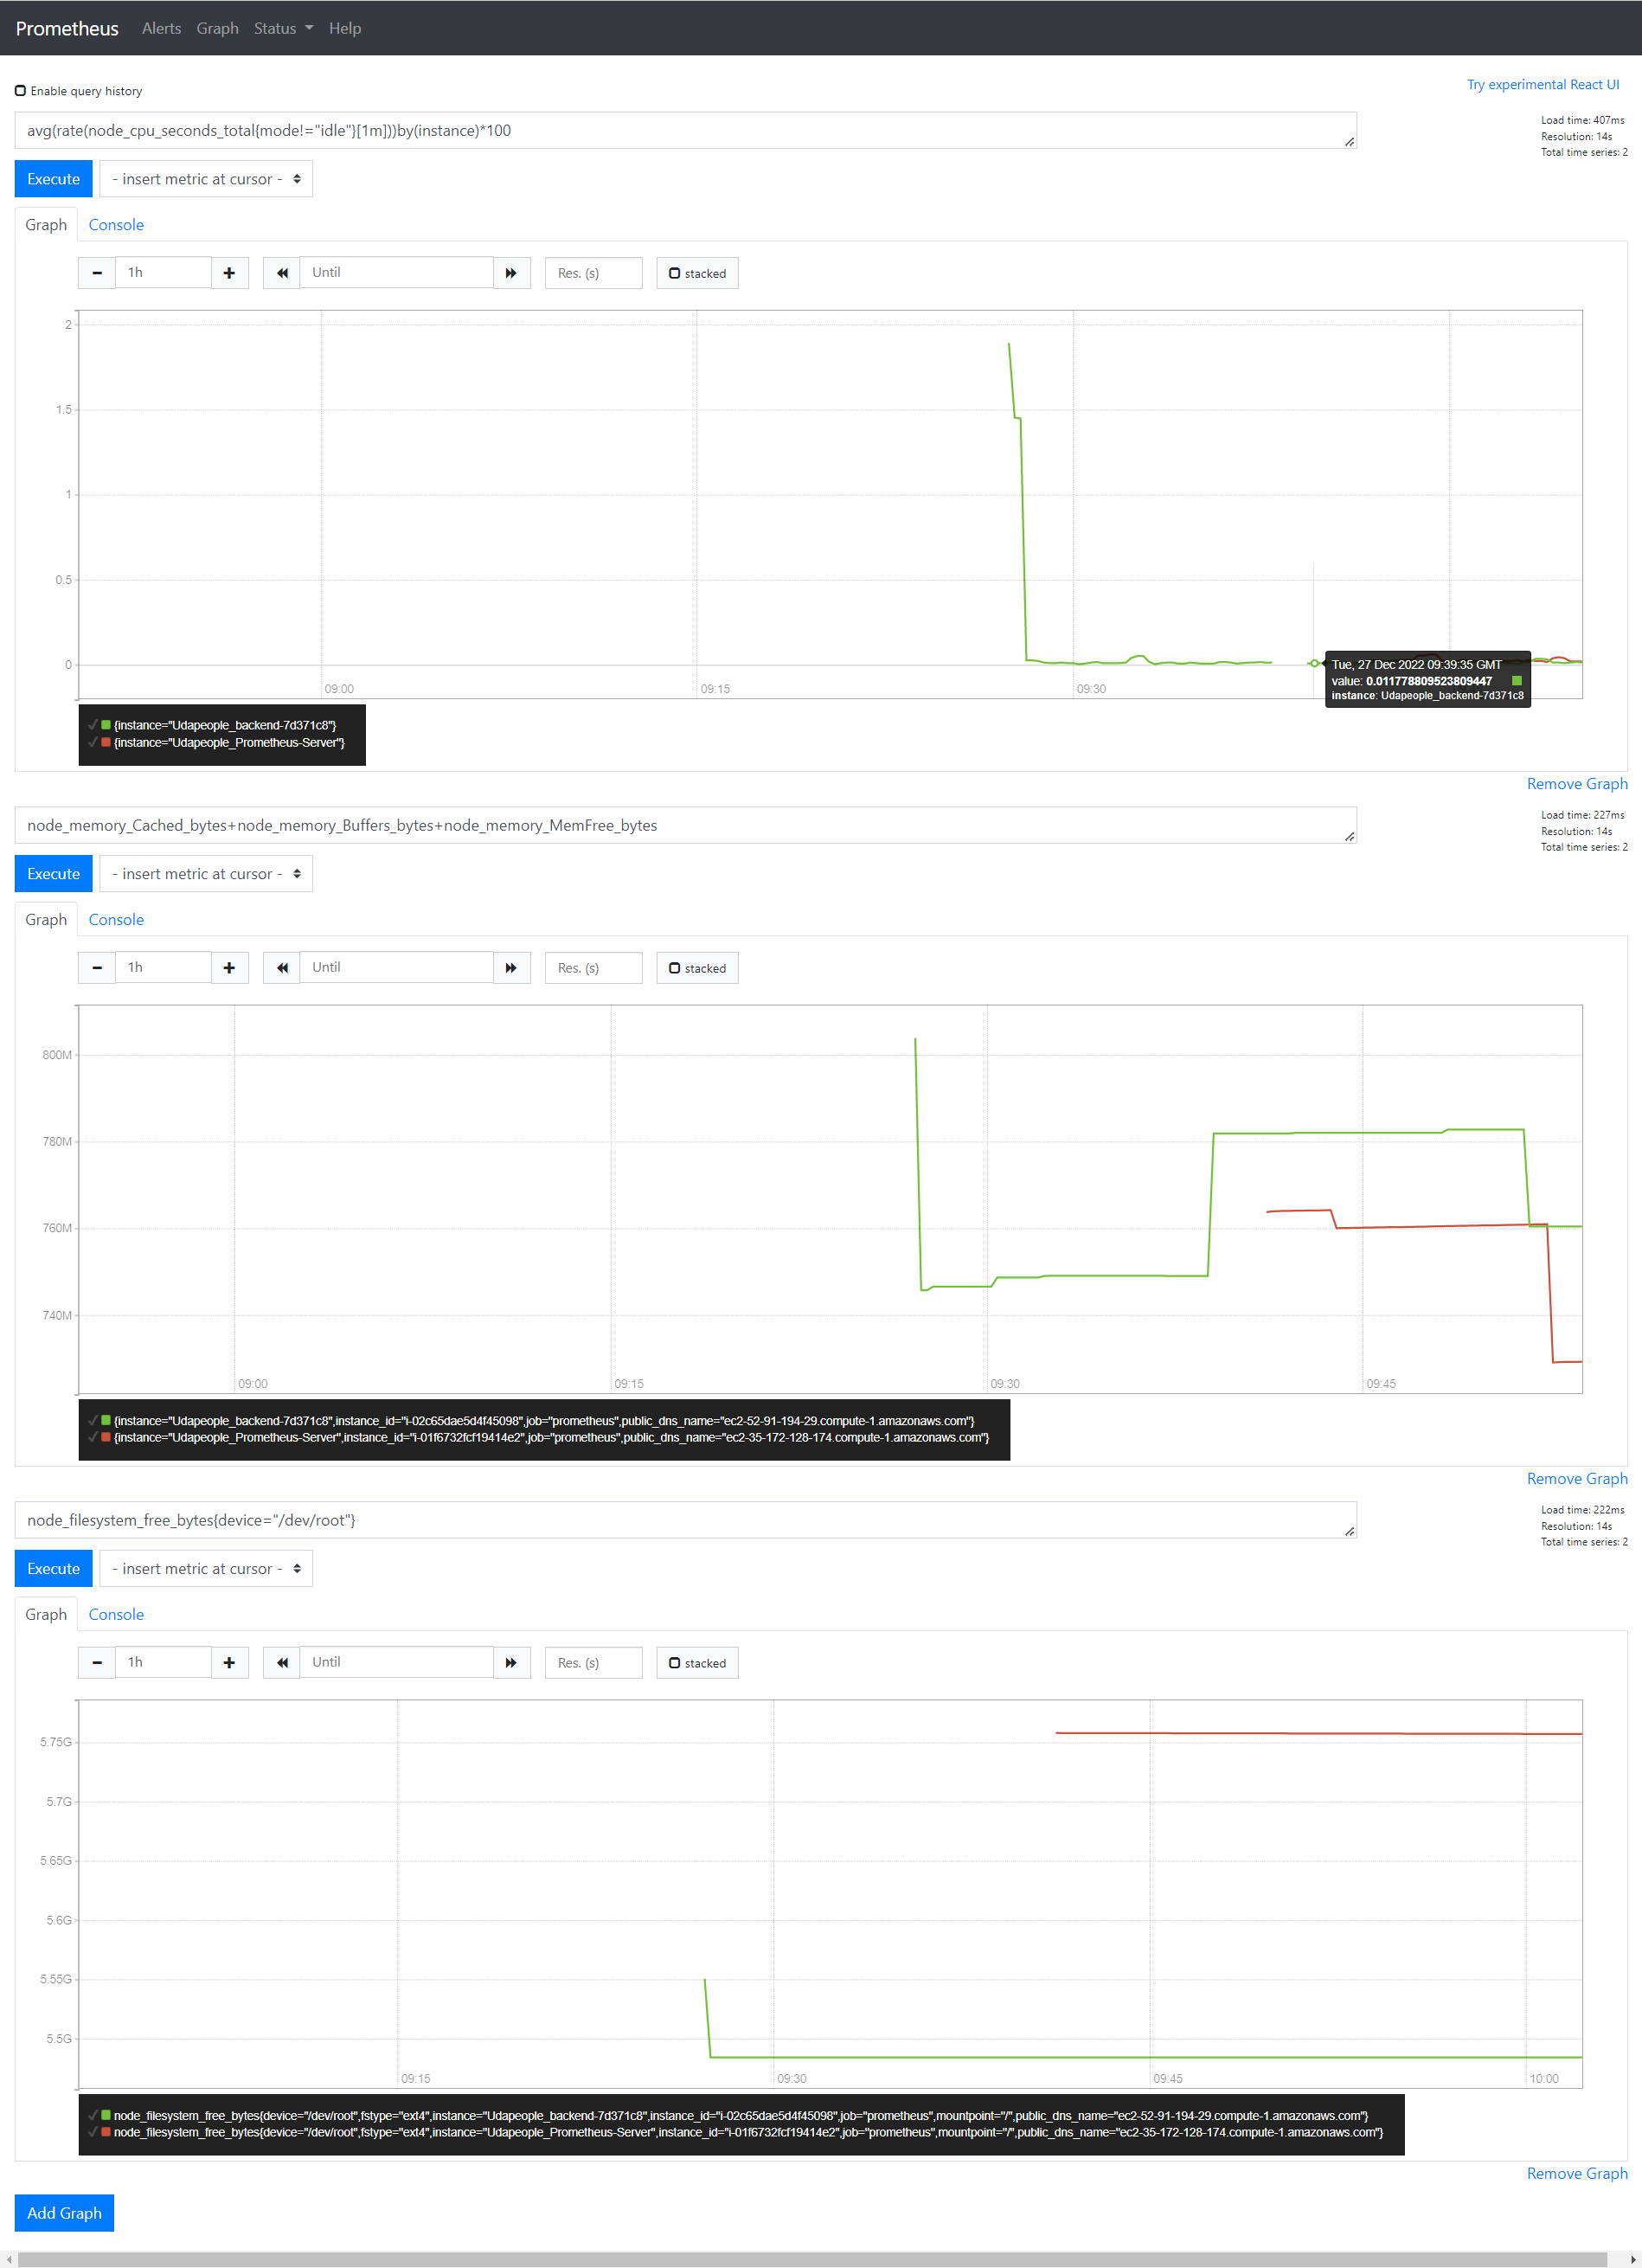 Prometheus Alerts Graph Status Help
Enable query history
Try experimental React UI
avg(rate(node_cpu_seconds_total{mode!="idle"}[1m]))by(instance)*100
Load time: 407ms
Resolution: 14s
Total time series: 2
Execute - insert metric at cursor -
Graph Console
1h Until Res. (s) stacked
2
1.5
1
0.5
0
09:00 09:15 09:30
Tue, 27 Dec 2022 09:39:35 GMT
value: 0.011778809523809447
instance: Udapeople_backend-7d371c8
{instance="Udapeople_backend-7d371c8"}
{instance="Udapeople_Prometheus-Server"}
Remove Graph
node_memory_Cached_bytes+node_memory_Buffers_bytes+node_memory_MemFree_bytes
Load time: 227ms
Resolution: 14s
Total time series: 2
Execute - insert metric at cursor -
Graph Console
1h Until Res. (s) stacked
800M
780M
760M
740M
09:00 09:15 09:30 09:45
{instance="Udapeople_backend-7d371c8",instance_id="i-02c65dae5d4f45098",job="prometheus",public_dns_name="ec2-52-91-194-29.compute-1.amazonaws.com"}
{instance="Udapeople_Prometheus-Server",instance_id="i-01f6732fcf19414e2",job="prometheus",public_dns_name="ec2-35-172-128-174.compute-1.amazonaws.com"}
Remove Graph
node_filesystem_free_bytes{device="/dev/root"}
Load time: 222ms
Resolution: 14s
Total time series: 2
Execute - insert metric at cursor -
Graph Console
1h Until Res. (s) stacked
5.75G
5.7G
5.65G
5.6G
5.55G
5.5G
09:15 09:30 09:45 10:00
node_filesystem_free_bytes{device="/dev/root",fstype="ext4",instance="Udapeople_backend-7d371c8",instance_id="i-02c65dae5d4f45098",job="prometheus",mountpoint="/",public_dns_name="ec2-52-91-194-29.compute-1.amazonaws.com"}
node_filesystem_free_bytes{device="/dev/root",fstype="ext4",instance="Udapeople_Prometheus-Server",instance_id="i-01f6732fcf19414e2",job="prometheus",mountpoint="/",public_dns_name="ec2-35-172-128-174.compute-1.amazonaws.com"}
Remove Graph
Add Graph